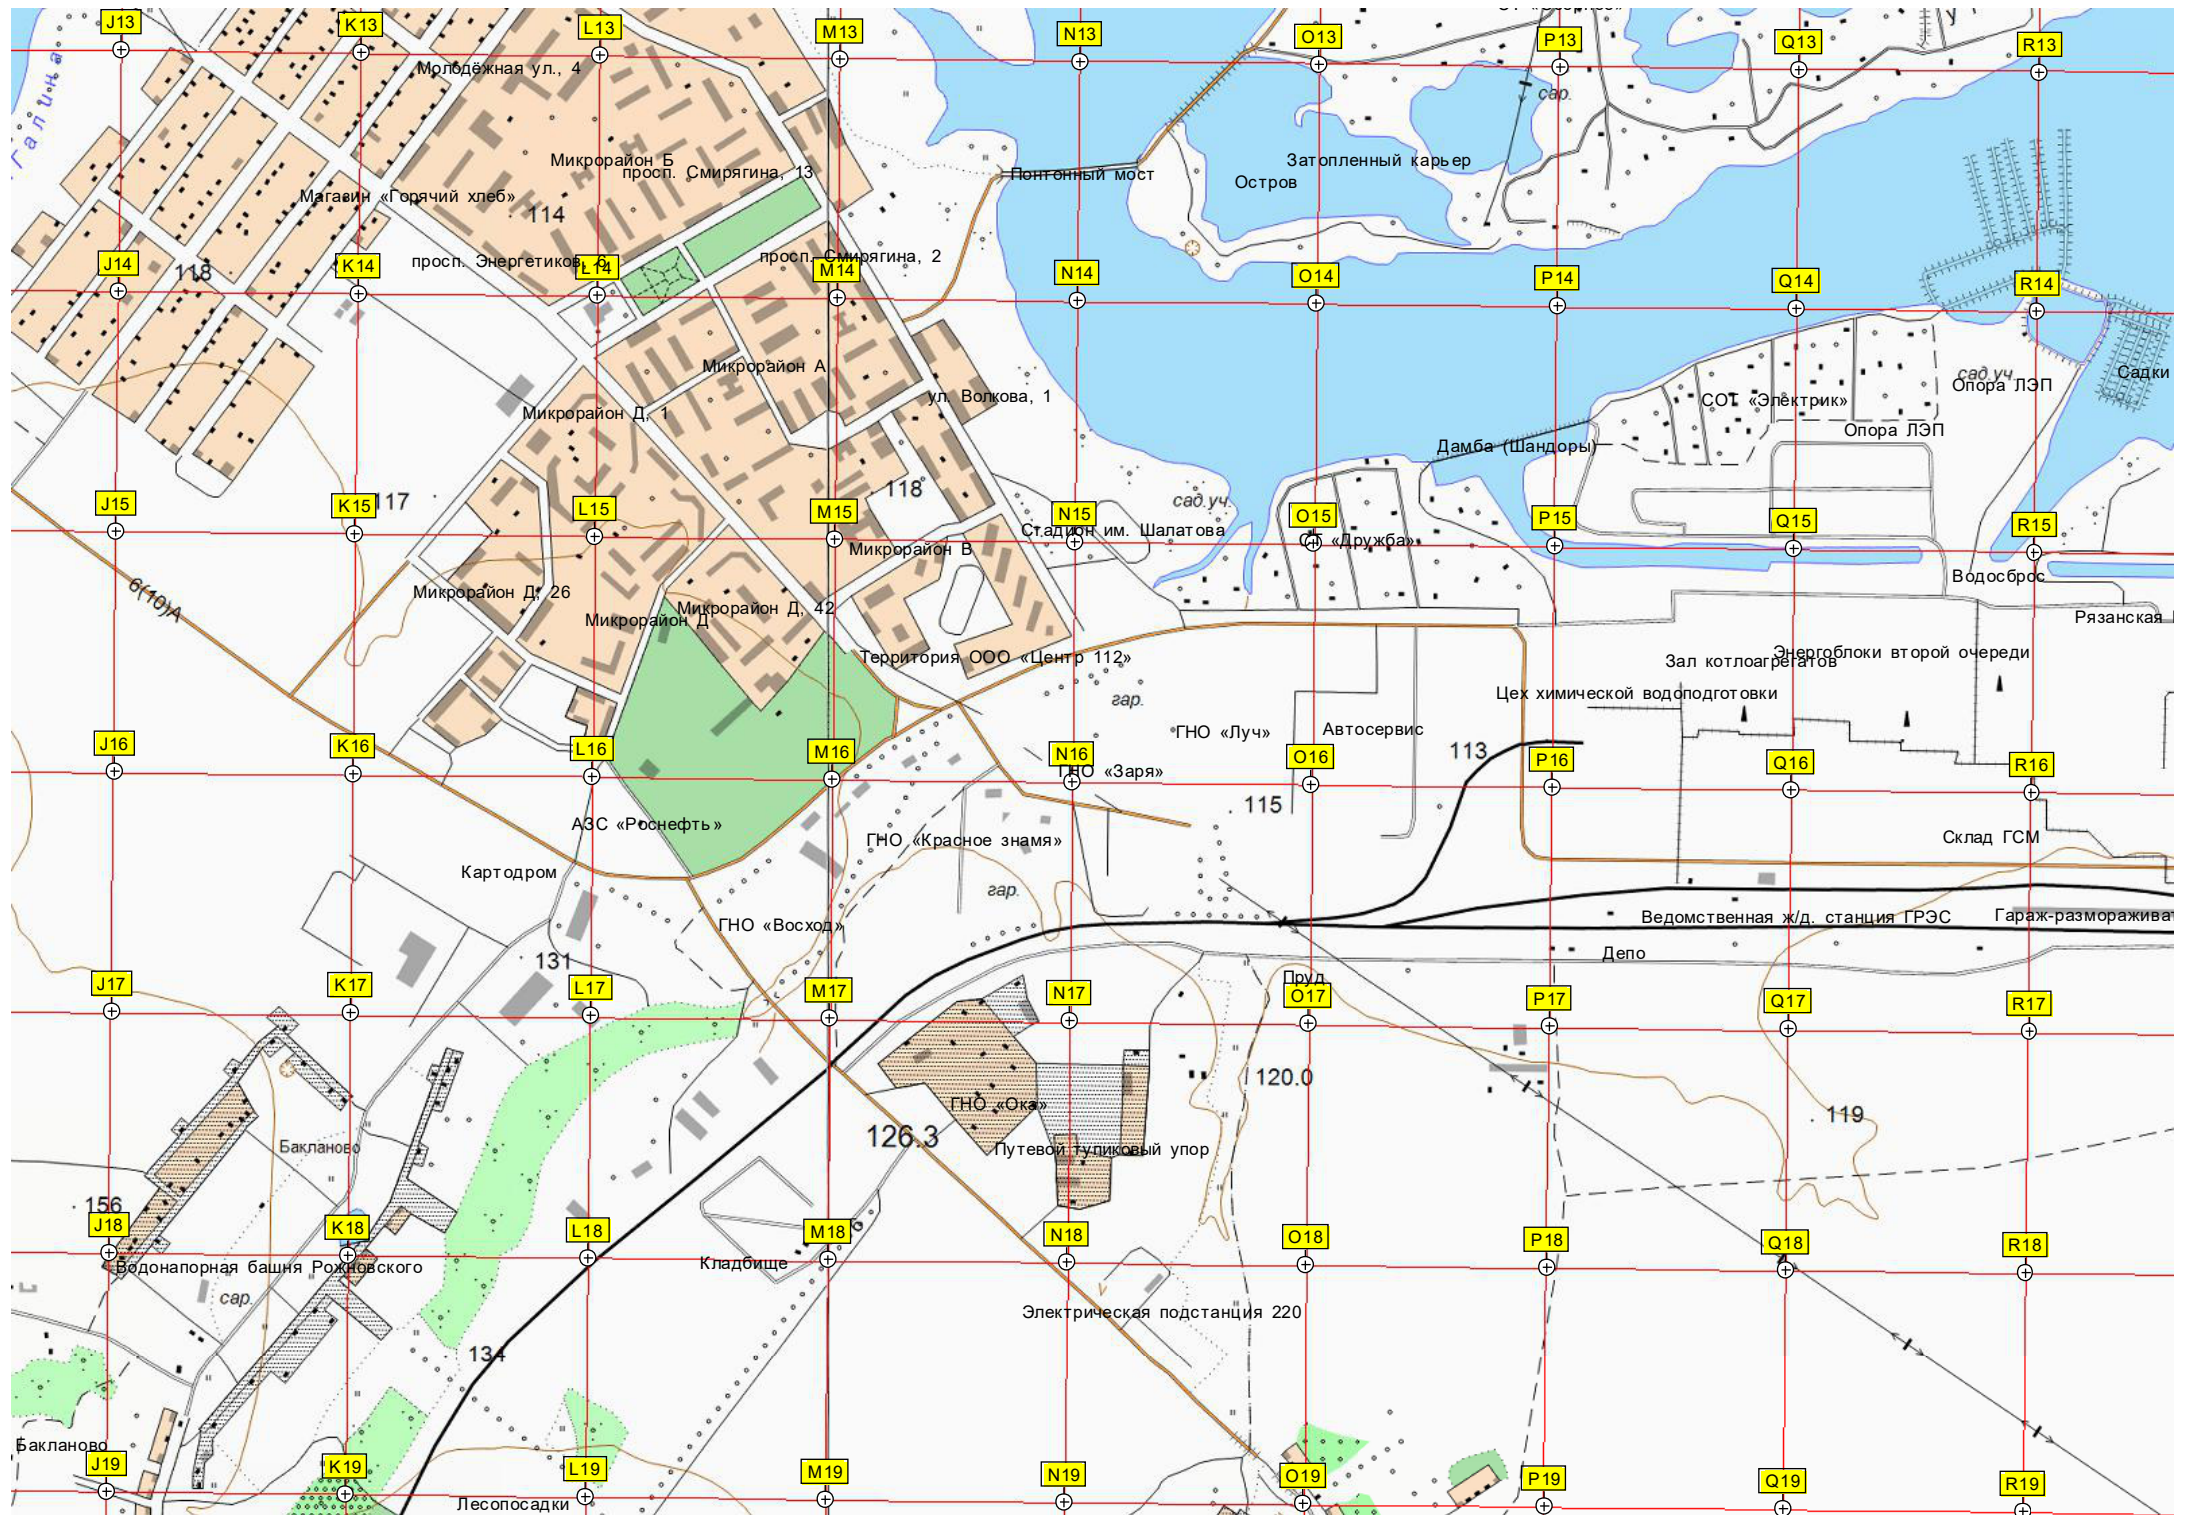 J13
K13
L13
M13
N13
O13
P13
Q13
R13
Молодёжная ул., 4
Галина
сар.
Микрорайон Б
просп. Смирягина, 13
Понтонный мост
Затопленный карьер
Остров
Магазин «Горячий хлеб»
114
118
просп. Энергетиков, 6
просп. Смирягина, 2
J14
K14
L14
M14
N14
O14
P14
Q14
R14
Микрорайон А
сад.уч.
Садки
Опора ЛЭП
ул. Волкова, 1
СОТ «Электрик»
Микрорайон Д, 1
Опора ЛЭП
Дамба (Шандоры)
118
117
сад.уч.
J15
K15
L15
M15
N15
O15
P15
Q15
R15
Стадион им. Шалатова
СТ «Дружба»
Микрорайон В
Водосброс
6(10)А
Микрорайон Д, 26
Микрорайон Д, 42
Микрорайон Д
Рязанская
Территория ООО «Центр 112»
Энергоблоки второй очереди
Зал котлоагрегатов
Цех химической водоподготовки
гар.
ГНО «Луч»
Автосервис
113
J16
K16
L16
M16
N16
O16
P16
Q16
R16
ГНО «Заря»
115
АЗС «Роснефть»
ГНО «Красное знамя»
Склад ГСМ
Картодром
гар.
ГНО «Восход»
Ведомственная ж/д. станция ГРЭС
Гараж-разморажива
Депо
131
Пруд
J17
K17
L17
M17
N17
O17
P17
Q17
R17
120.0
ГНО «Ока»
119
126.3
Бакланово
Путевой тупиковый упор
156
J18
K18
L18
M18
N18
O18
P18
Q18
R18
Водонапорная башня Рожновского
Кладбище
сар.
Электрическая подстанция 220
134
Бакланово
J19
K19
L19
M19
N19
O19
P19
Q19
R19
Лесопосадки